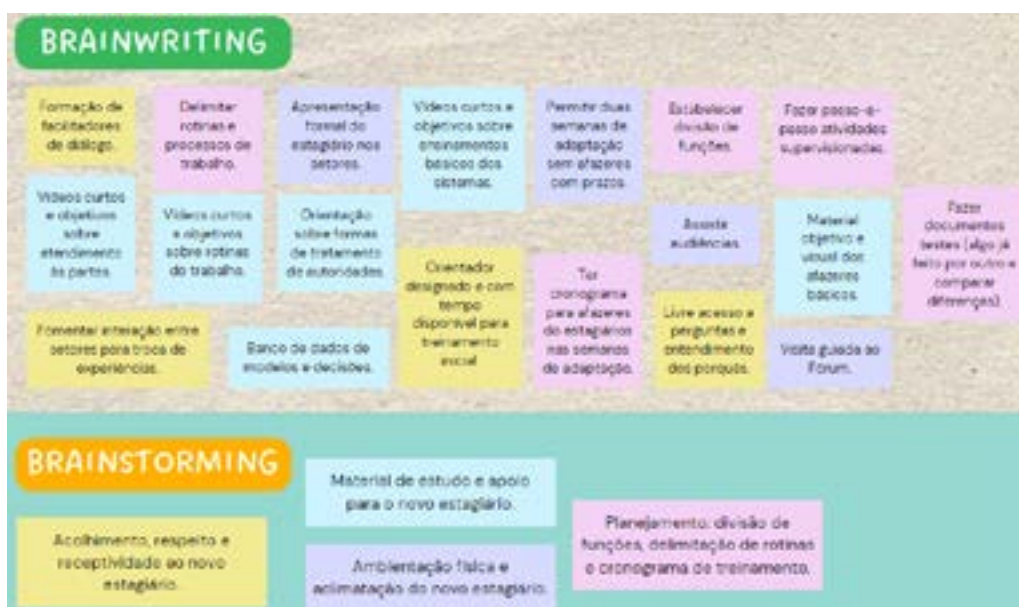 BRAINWRITING
Formação de
facilitadores
de diálogo.
Delimitar
rotinas e
processos de
trabalho.
Apresentação
formal do
estagiário nos
setores.
Vídeos curtos e
objetivos sobre
ensinamentos
básicos dos
sistemas.
Permitir duas
semanas de
adaptação
sem afazeres
com prazos.
Estabelecer
divisão de
funções.
Fazer passo-a-
passo atividades
supervisionadas.
Vídeos curtos
e objetivos
sobre
atendimento
às partes.
Vídeos curtos
e objetivos
sobre rotinas
do trabalho.
Orientação
sobre formas
de tratamento
de autoridades.
Orientador
designado e com
tempo
disponível para
treinamento
inicial
Ter
cronograma
para afazeres
do estagiários
nas semanas
de adaptação.
audiências.
Material
objetivo e
visual dos
afazeres
básicos.
Fazer
documentos
testes (algo já
feito por outro e
comparar
diferenças).
Fomentar interação entre
setores para troca de
experiências.
Banco de dados de
modelos e decisões.
Livre acesso a
perguntas e
entendimento
dos porquês.
Visita guiada ao
Fórum.
BRAINSTORMING
Acolhimento, respeito e
receptividade ao novo
estagiário.
Material de estudo e apoio
para o novo estagiário.
Ambientação física e
aclimatação do novo estagiário.
Planejamento: divisão de
funções, delimitação de rotinas
e cronograma de treinamento.